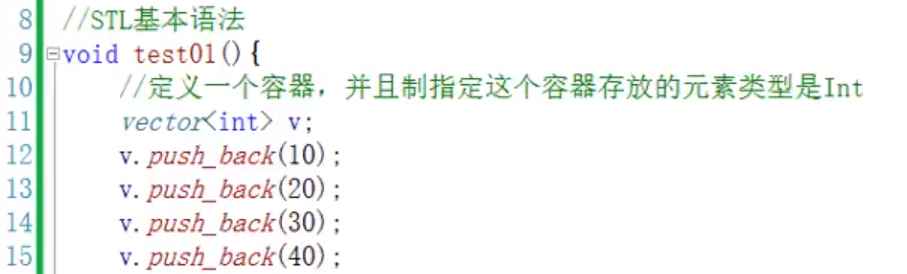 8 //STL基本语法
9 void test01(){
10 //定义一个容器，并且制指定这个容器存放的元素类型是Int
11 vector<int> v;
12 v.push_back(10);
13 v.push_back(20);
14 v.push_back(30);
15 v.push_back(40);